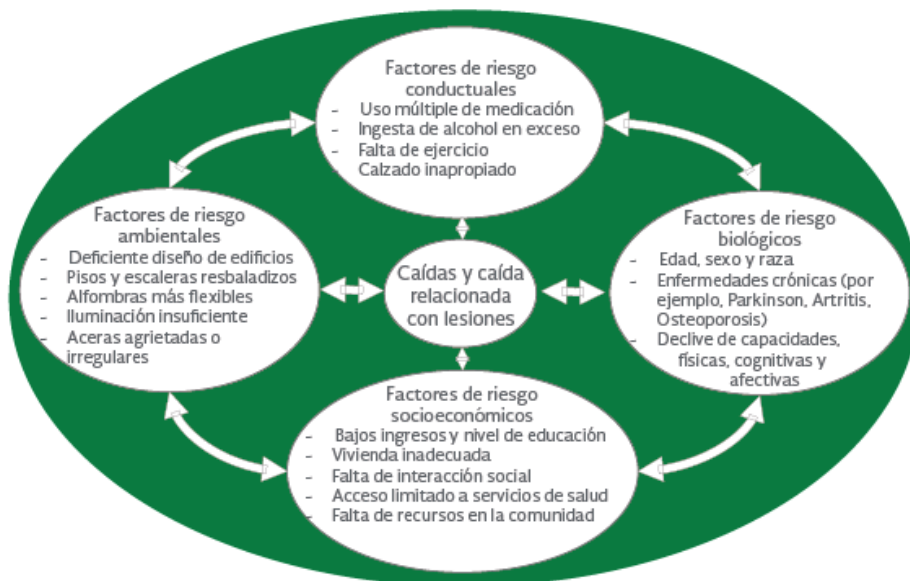 Factores de riesgo
conductuales
- Uso múltiple de medicación
- Ingesta de alcohol en exceso
- Falta de ejercicio
Calzado inapropiado
Factores de riesgo
ambientales
- Deficiente diseño de edificios
- Pisos y escaleras resbaladizos
- Alfombras más flexibles
- Iluminación insuficiente
- Aceras agrietadas o
irregulares
Caídas y caída
relacionada
con lesiones
Factores de riesgo
biológicos
- Edad, sexo y raza
- Enfermedades crónicas (por
ejemplo, Parkinson, Artritis,
Osteoporosis)
- Declive de capacidades,
físicas, cognitivas y
afectivas
Factores de riesgo
socioeconómicos
- Bajos ingresos y nivel de educación
- Vivienda inadecuada
- Falta de interacción social
- Acceso limitado a servicios de salud
- Falta de recursos en la comunidad